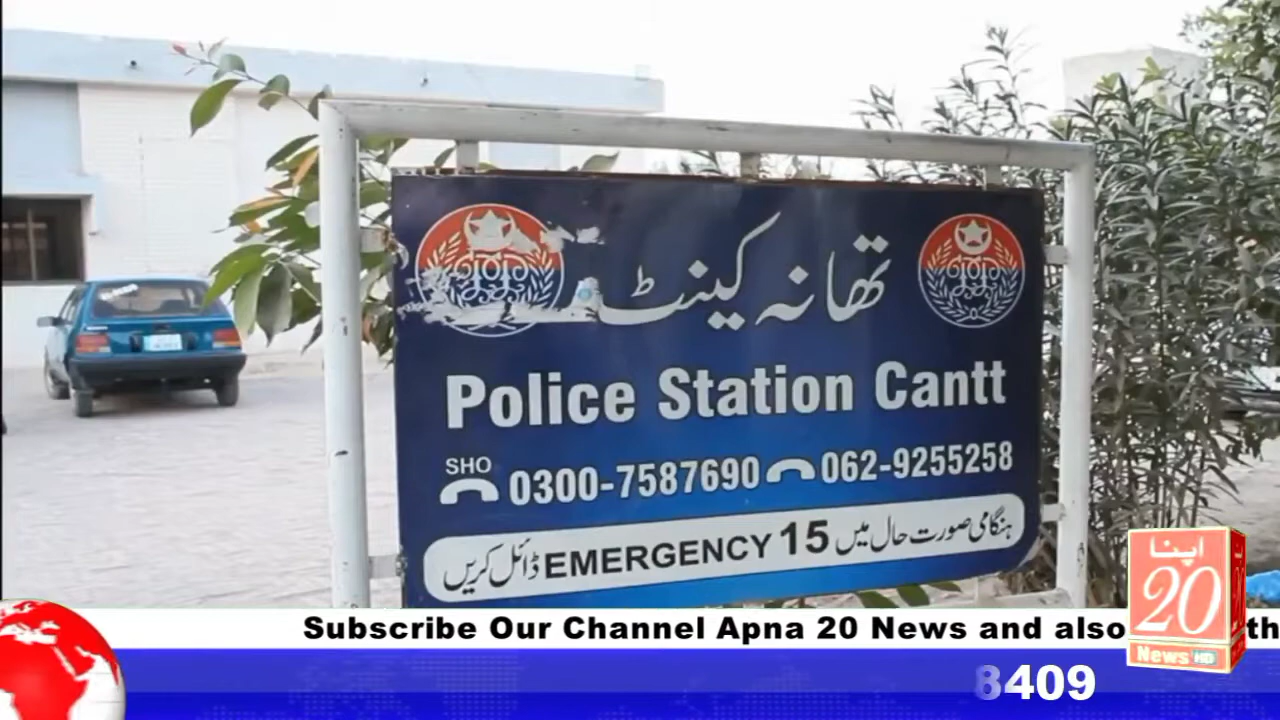 تھانہ کینٹ
Police Station Cantt
SHO
0300-7587690 062-9255258
ہنگامی صورت حال میں 15 EMERGENCY ڈائل کریں
Subscribe Our Channel Apna 20 News and also th
8409
اپنا
20
News HD